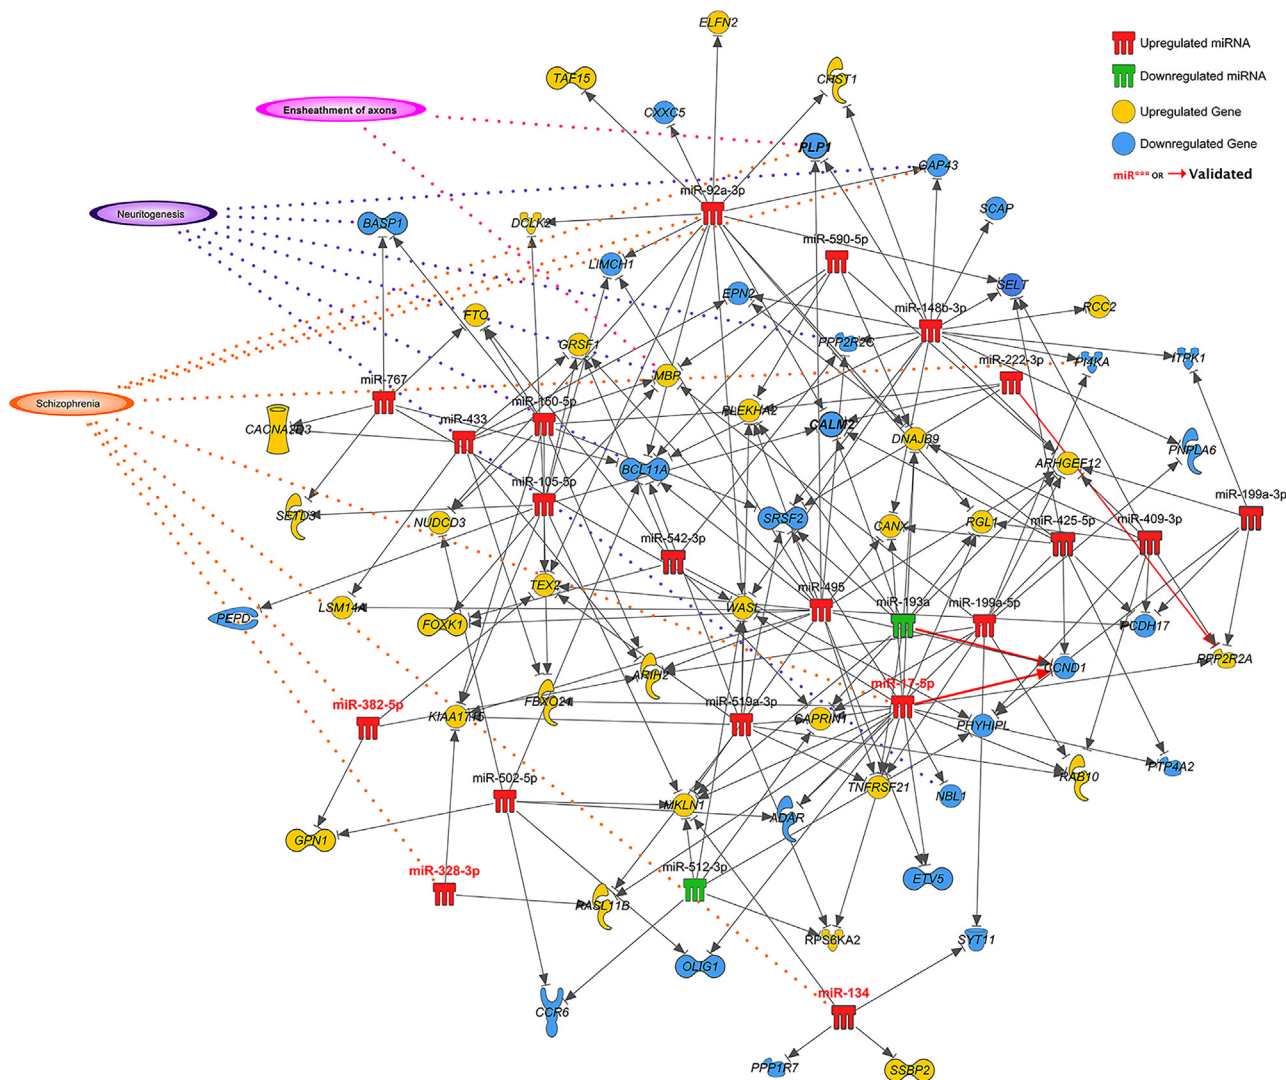 ELFN2
Upregulated miRNA
TAF15
CHST1
Downregulated miRNA
Ensheathment of axons
CXXC5
Upregulated Gene
PLP1
Downregulated Gene
GAP43
miR°°° OR → Validated
miR-92a-3p
Neuritogenesis
BASP1
DCLK2
SCAP
miR-590-5p
LIMCH1
EPN2
SELT
miR-148b-3p
RCC2
FTO
GRSF1
PPP2R2C
PI4KA
ITPK1
miR-222-3p
MBP
miR-767
Schizophrenia
miR-433
miR-150-5p
PLEKHA2
CACNA2D3
CALM2
DNAJB9
PNPLA6
BCL11A
ARHGEF12
miR-105-5p
miR-199a-3p
SETD3
NUDCD3
SRSF2
CANX
RGL1
miR-425-5p
miR-409-3p
miR-542-3p
TEX2
miR-495
miR-193a
miR-199a-5p
PEPD
LSM14A
FOXK1
WASL
PCDH17
CCND1
PPP2R2A
ARIH2
miR-17-5p
miR-382-5p
KIAA1715
FBXO21
miR-519a-3p
CAPRIN1
PHYHIPL
PTP4A2
RAB10
miR-502-5p
TNFRSF21
NBL1
MKLN1
ADAR
GPN1
miR-328-3p
miR-512-3p
ETV5
RASL11B
RPS6KA2
SYT11
OLIG1
miR-134
CCR6
PPP1R7
SSBP2